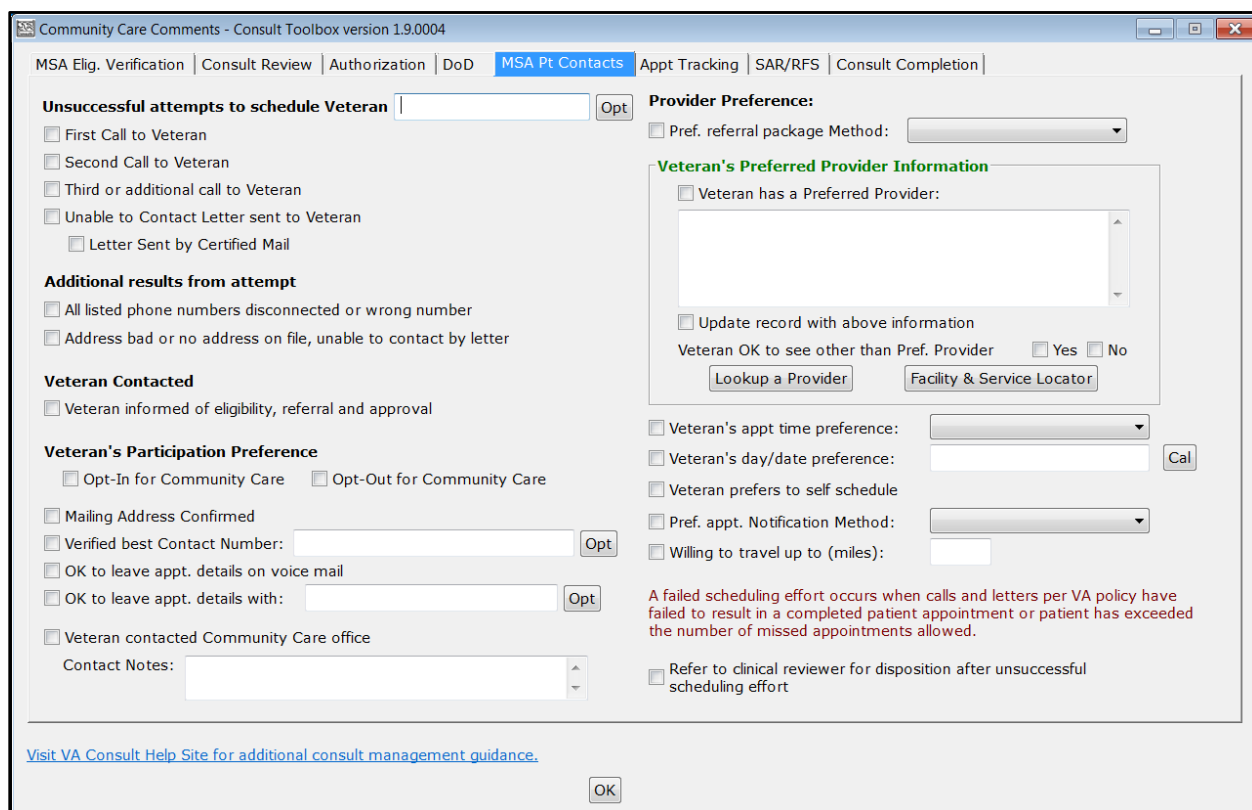 Community Care Comments - Consult Toolbox version 1.9.0004
MSA Elig. Verification | Consult Review | Authorization | DoD | MSA Pt Contacts | Appt Tracking | SAR/RFS | Consult Completion
Unsuccessful attempts to schedule Veteran Opt
First Call to Veteran
Second Call to Veteran
Third or additional call to Veteran
Unable to Contact Letter sent to Veteran
Letter Sent by Certified Mail
Additional results from attempt
All listed phone numbers disconnected or wrong number
Address bad or no address on file, unable to contact by letter
Veteran Contacted
Veteran informed of eligibility, referral and approval
Veteran's Participation Preference
Opt-In for Community Care Opt-Out for Community Care
Mailing Address Confirmed
Verified best Contact Number: Opt
OK to leave appt. details on voice mail
OK to leave appt. details with: Opt
Veteran contacted Community Care office
Contact Notes:
Provider Preference:
Pref. referral package Method:
Veteran's Preferred Provider Information
Veteran has a Preferred Provider:
Update record with above information
Veteran OK to see other than Pref. Provider Yes No
Lookup a Provider Facility & Service Locator
Veteran's appt time preference:
Veteran's day/date preference: Cal
Veteran prefers to self schedule
Pref. appt. Notification Method:
Willing to travel up to (miles):
A failed scheduling effort occurs when calls and letters per VA policy have
failed to result in a completed patient appointment or patient has exceeded
the number of missed appointments allowed.
Refer to clinical reviewer for disposition after unsuccessful
scheduling effort
Visit VA Consult Help Site for additional consult management guidance.
OK